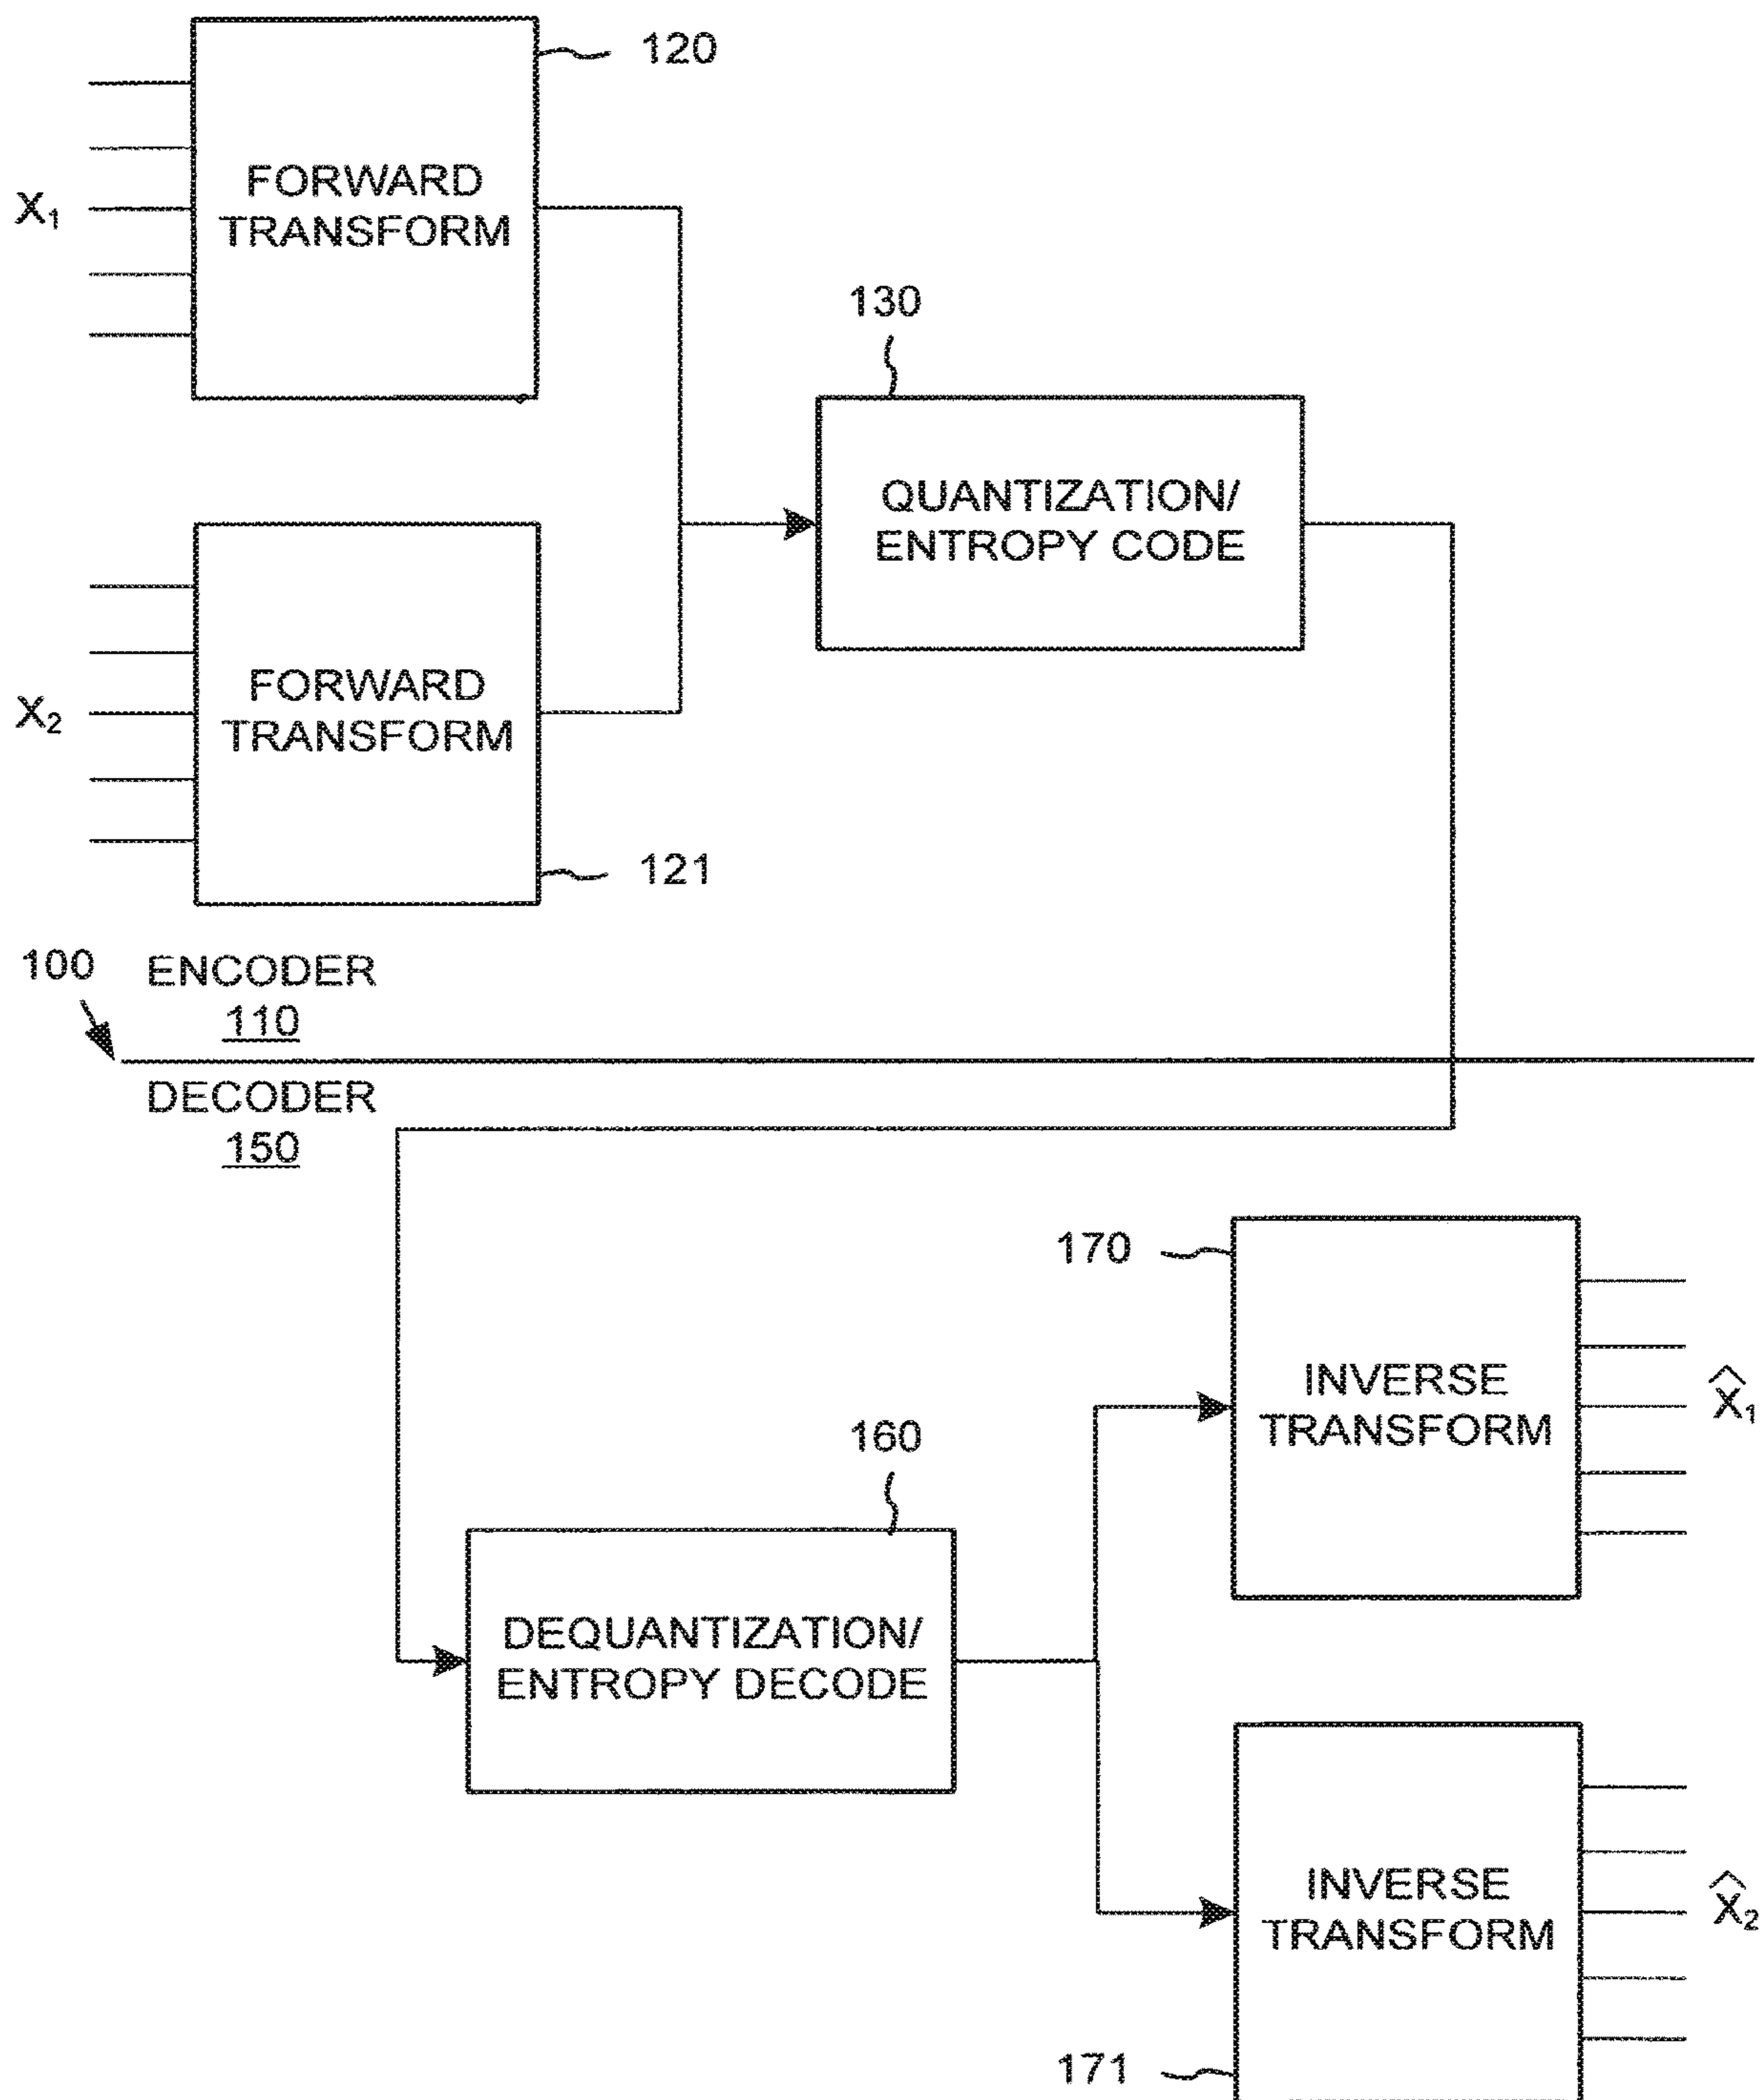 120
FORWARD
TRANSFORM
X₁
130
QUANTIZATION/
ENTROPY CODE
FORWARD
TRANSFORM
X₂
121
100
ENCODER
110
DECODER
150
170
INVERSE
TRANSFORM
X̂₁
160
DEQUANTIZATION/
ENTROPY DECODE
INVERSE
TRANSFORM
X̂₂
171